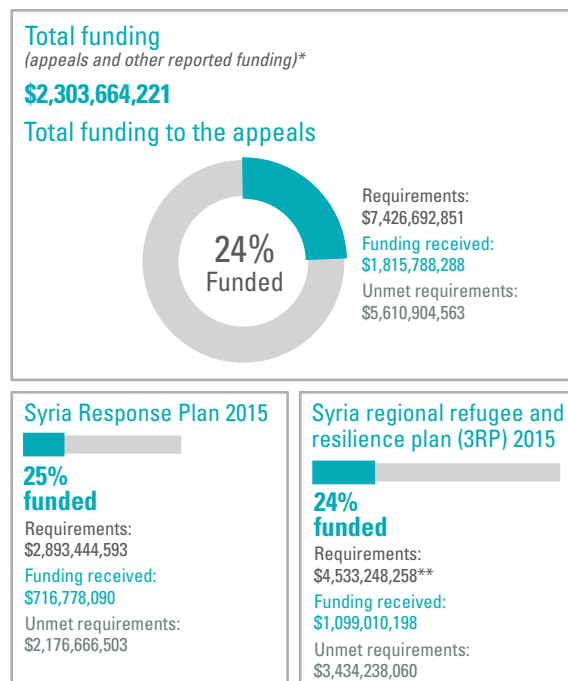 Total funding
(appeals and other reported funding)*
$2,303,664,221
Total funding to the appeals
24%
Funded
Requirements:
$7,426,692,851
Funding received:
$1,815,788,288
Unmet requirements:
$5,610,904,563
Syria Response Plan 2015
25%
funded
Requirements:
$2,893,444,593
Funding received:
$716,778,090
Unmet requirements:
$2,176,666,503
Syria regional refugee and
resilience plan (3RP) 2015
24%
funded
Requirements:
$4,533,248,258**
Funding received:
$1,099,010,198
Unmet requirements:
$3,434,238,060